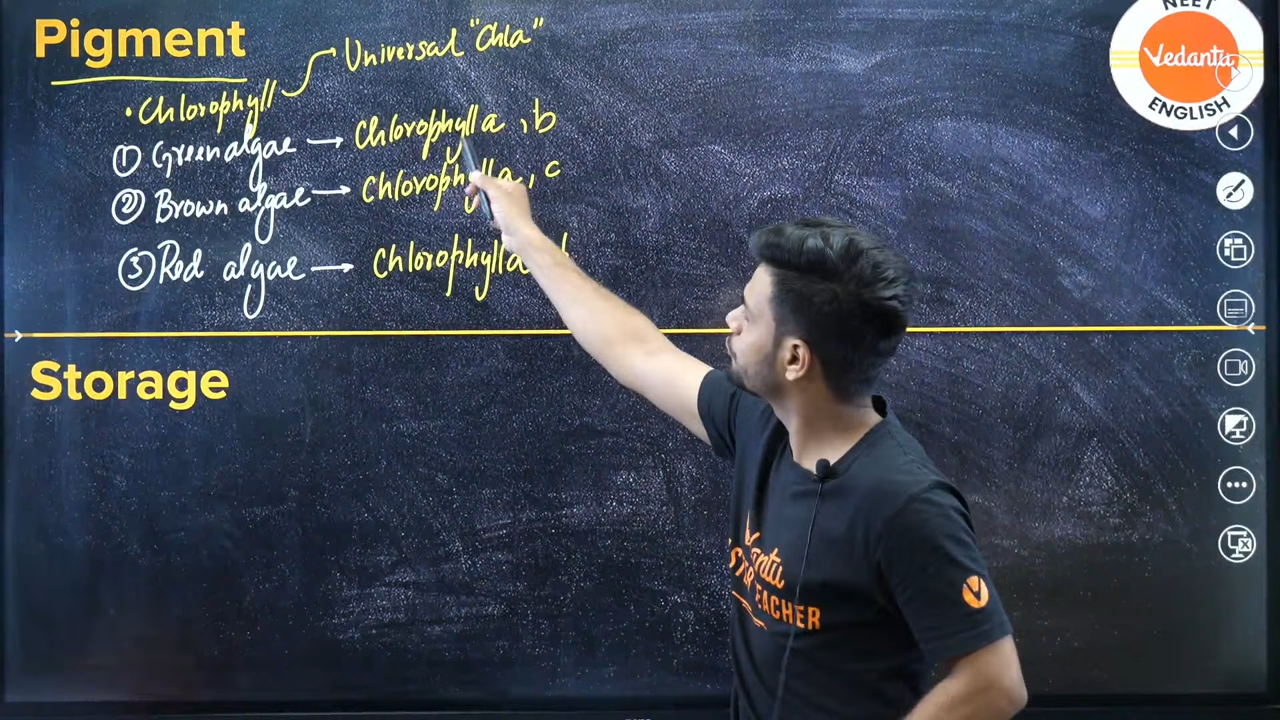 Pigment
Universal "Chla"
• Chlorophyll
① Green algae → Chlorophyll a, b
② Brown algae → Chlorophyll a, c
③ Red algae → Chlorophyll a
Storage
NEET
Vedantu
ENGLISH
Vedantu
TEACHER